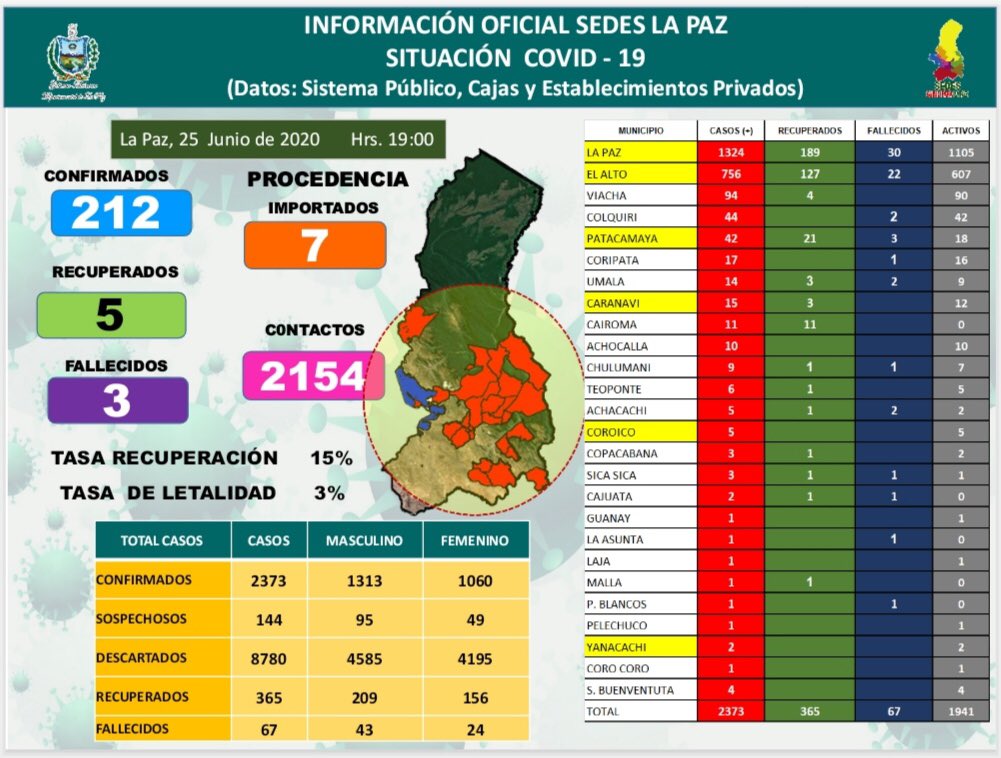 INFORMACIÓN OFICIAL SEDES LA PAZ
SITUACIÓN COVID - 19
(Datos: Sistema Público, Cajas y Establecimientos Privados)
SEDES
La Paz, 25 Junio de 2020 Hrs. 19:00
CONFIRMADOS
212
RECUPERADOS
5
FALLECIDOS
3
PROCEDENCIA
IMPORTADOS
7
CONTACTOS
2154
TASA RECUPERACIÓN 15%
TASA DE LETALIDAD 3%
TOTAL CASOS CASOS MASCULINO FEMENINO
CONFIRMADOS 2373 1313 1060
SOSPECHOSOS 144 95 49
DESCARTADOS 8780 4585 4195
RECUPERADOS 365 209 156
FALLECIDOS 67 43 24
MUNICIPIO CASOS (+) RECUPERADOS FALLECIDOS ACTIVOS
LA PAZ 1324 189 30 1105
EL ALTO 756 127 22 607
VIACHA 94 4 90
COLQUIRI 44 2 42
PATACAMAYA 42 21 3 18
CORIPATA 17 1 16
UMALA 14 3 2 9
CARANAVI 15 3 12
CAIROMA 11 11 0
ACHOCALLA 10 10
CHULUMANI 9 1 1 7
TEOPONTE 6 1 5
ACHACACHI 5 1 2 2
COROICO 5 5
COPACABANA 3 1 2
SICA SICA 3 1 1 1
CAJUATA 2 1 1 0
GUANAY 1 1
LA ASUNTA 1 1 0
LAJA 1 1
MALLA 1 1 0
P. BLANCOS 1 1 0
PELECHUCO 1 1
YANACACHI 2 2
CORO CORO 1 1
S. BUENVENTUTA 4 4
TOTAL 2373 365 67 1941